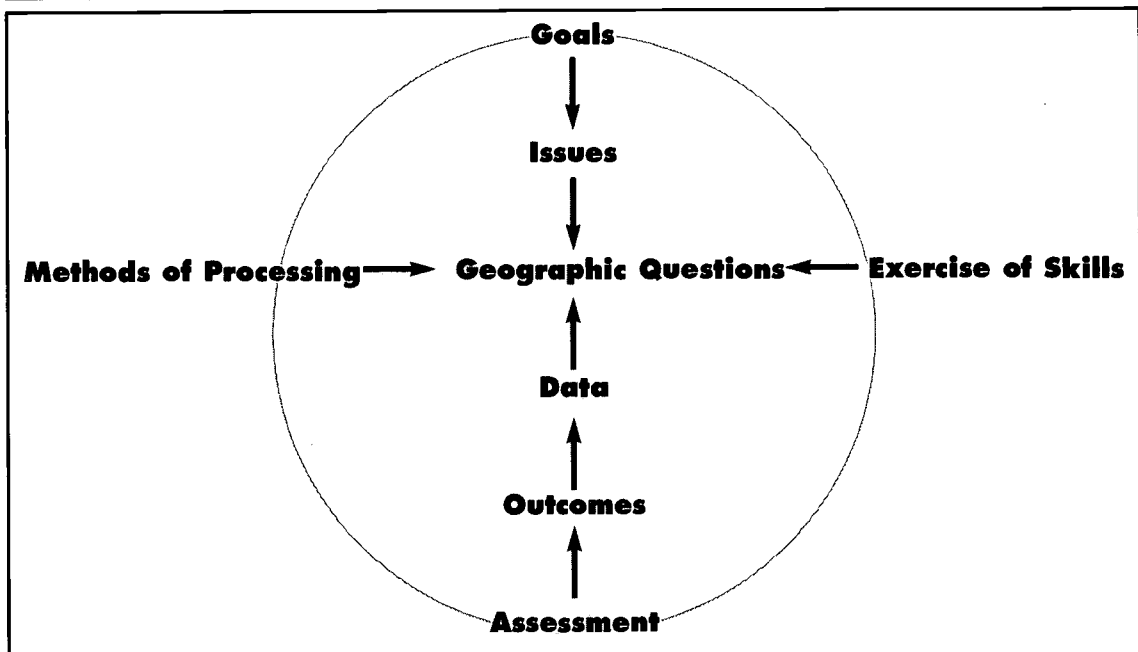 Goals
Issues
Methods of Processing
Geographic Questions
Exercise of Skills
Data
Outcomes
Assessment